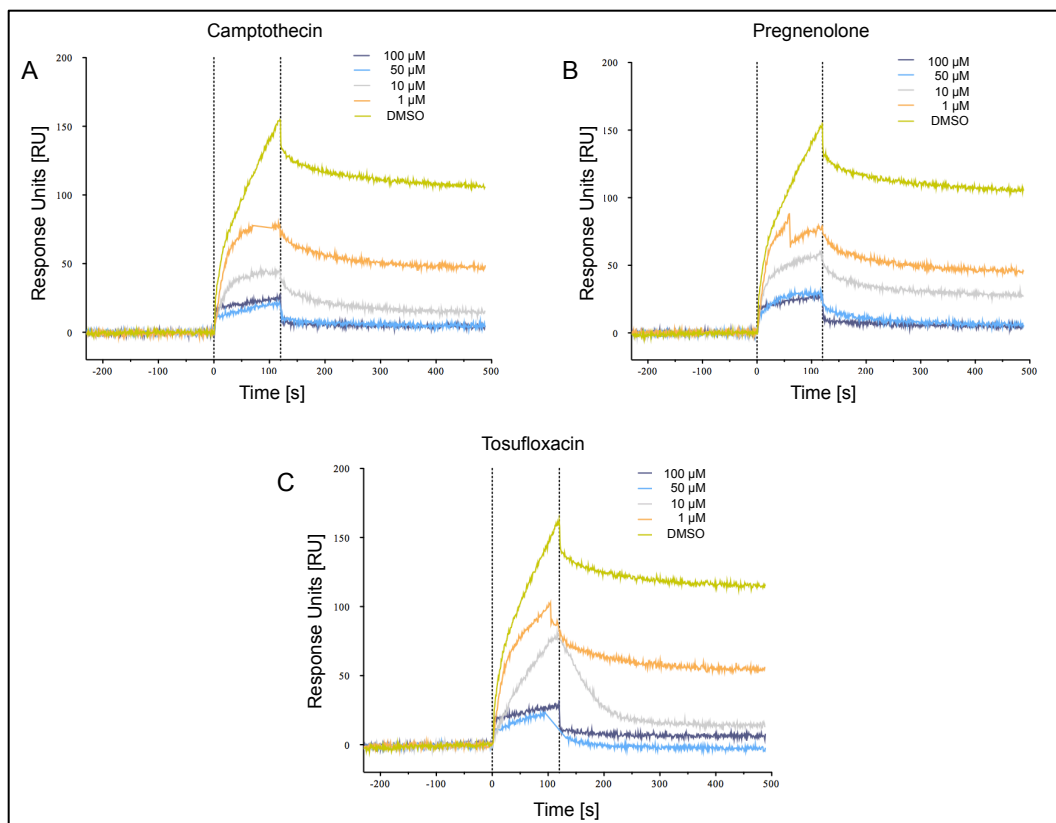 Camptothecin
A
100 µM
50 µM
10 µM
1 µM
DMSO
200
150
100
50
0
Response Units [RU]
-200 -100 0 100 200 300 400 500
Time [s]
Pregnenolone
B
100 µM
50 µM
10 µM
1 µM
DMSO
200
150
100
50
0
Response Units [RU]
-200 -100 0 100 200 300 400 500
Time [s]
Tosufloxacin
C
100 µM
50 µM
10 µM
1 µM
DMSO
200
150
100
50
0
Response Units [RU]
-200 -100 0 100 200 300 400 500
Time [s]